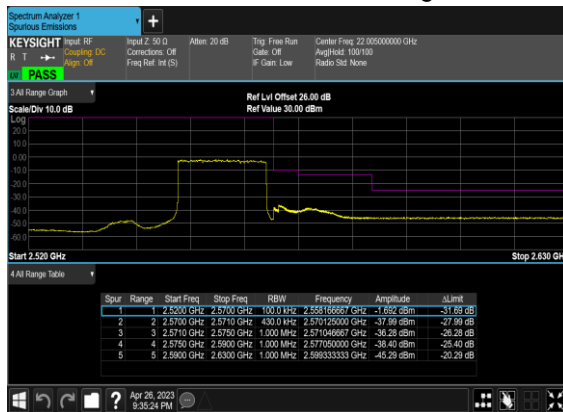 Spectrum Analyzer 1
Spurious Emissions
KEYSIGHT Input: RF Input Z: 50 Ω Atten: 20 dB Trig: Free Run Center Freq: 22.005000000 GHz
R T Coupling: DC Corrections: Off Gate: Off Avg|Hold: 100/100
Align: Off Freq Ref: Int (S) IF Gain: Low Radio Std: None
PASS
3 All Range Graph
Ref Lvl Offset 26.00 dB
Scale/Div 10.0 dB Ref Value 30.00 dBm
Log
20.0
10.0
0.00
-10.0
-20.0
-30.0
-40.0
-50.0
-60.0
Start 2.520 GHz Stop 2.630 GHz
4 All Range Table
Spur Range Start Freq Stop Freq RBW Frequency Amplitude ΔLimit
1 1 2.5200 GHz 2.5700 GHz 100.0 kHz 2.558166667 GHz -1.692 dBm -31.69 dB
2 2 2.5700 GHz 2.5710 GHz 430.0 kHz 2.570125000 GHz -37.99 dBm -27.99 dB
3 3 2.5710 GHz 2.5750 GHz 1.000 MHz 2.571046667 GHz -36.28 dBm -26.28 dB
4 4 2.5750 GHz 2.5900 GHz 1.000 MHz 2.577050000 GHz -38.40 dBm -25.40 dB
5 5 2.5900 GHz 2.6300 GHz 1.000 MHz 2.599333333 GHz -45.29 dBm -20.29 dB
? Apr 26, 2023
9:35:24 PM